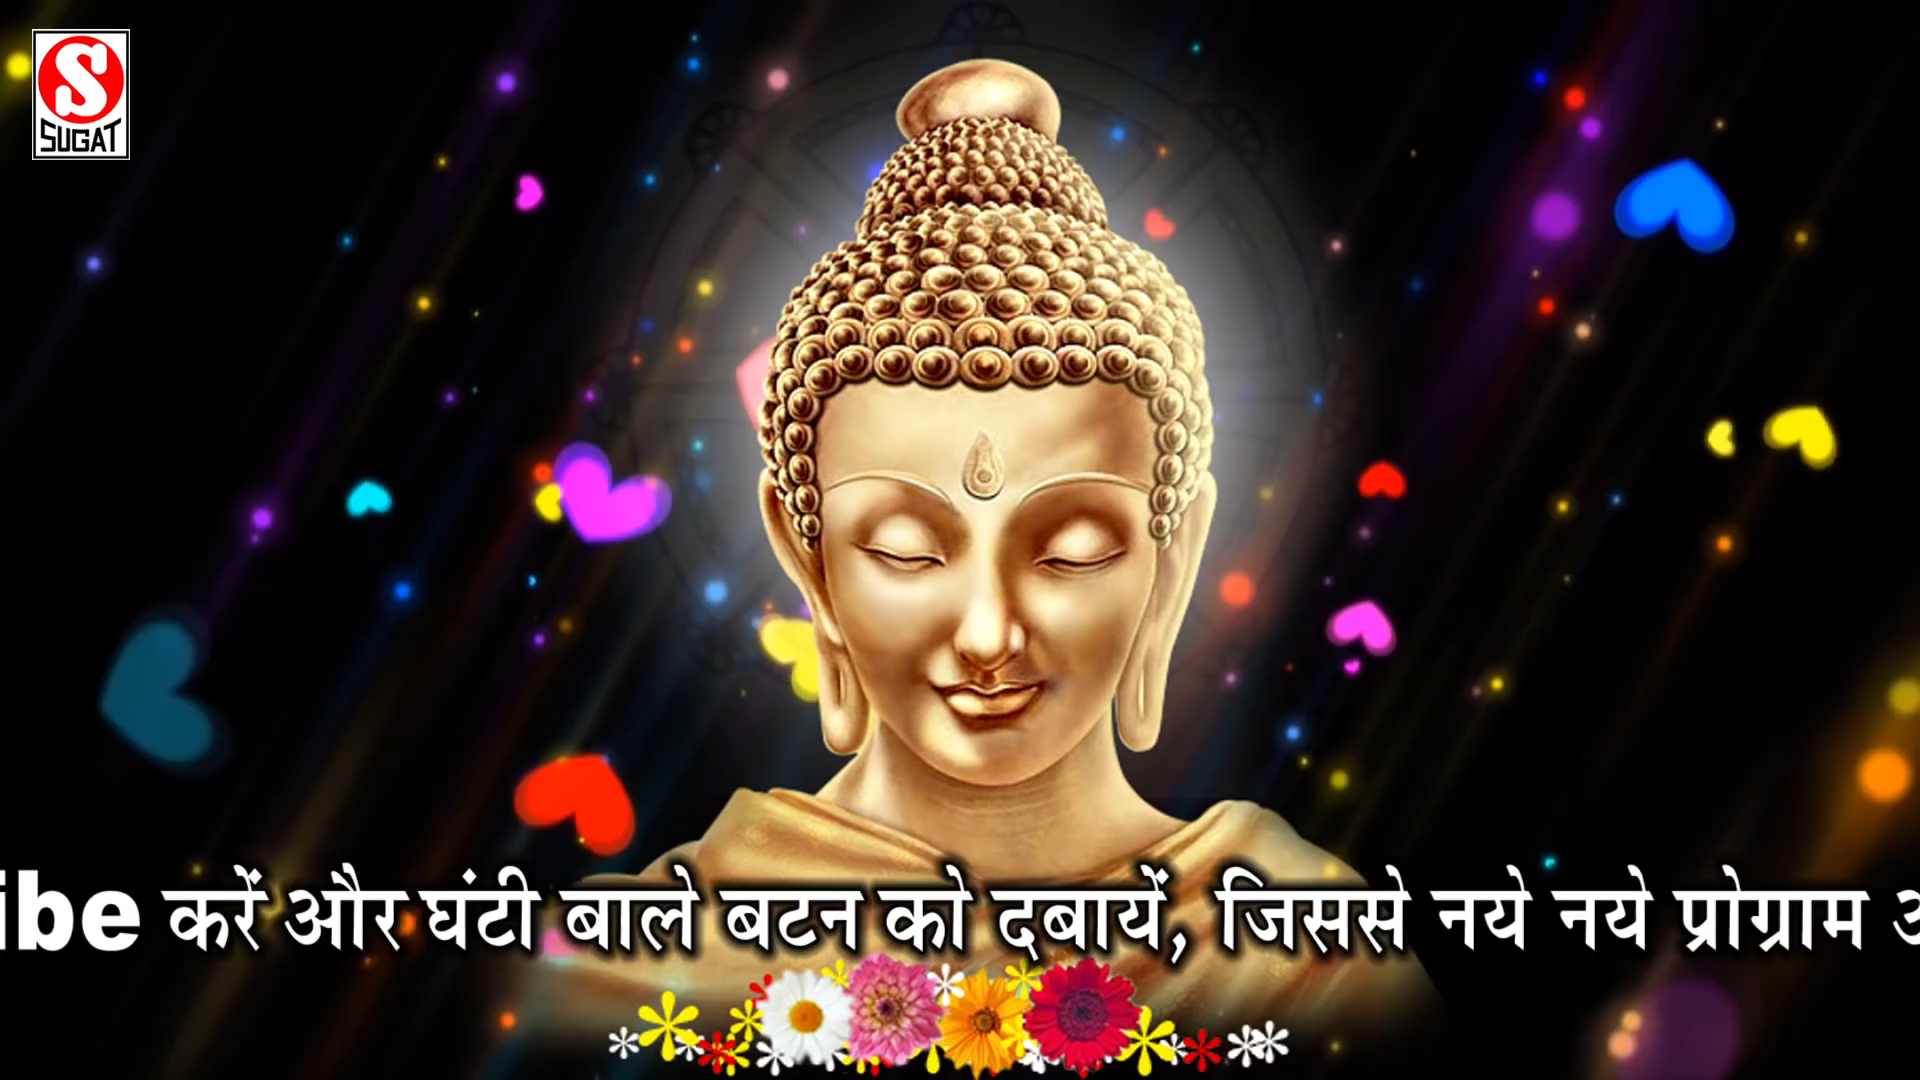 S
SUGAT
ibe करें और घंटी बाले बटन को दबायें, जिससे नये नये प्रोग्राम